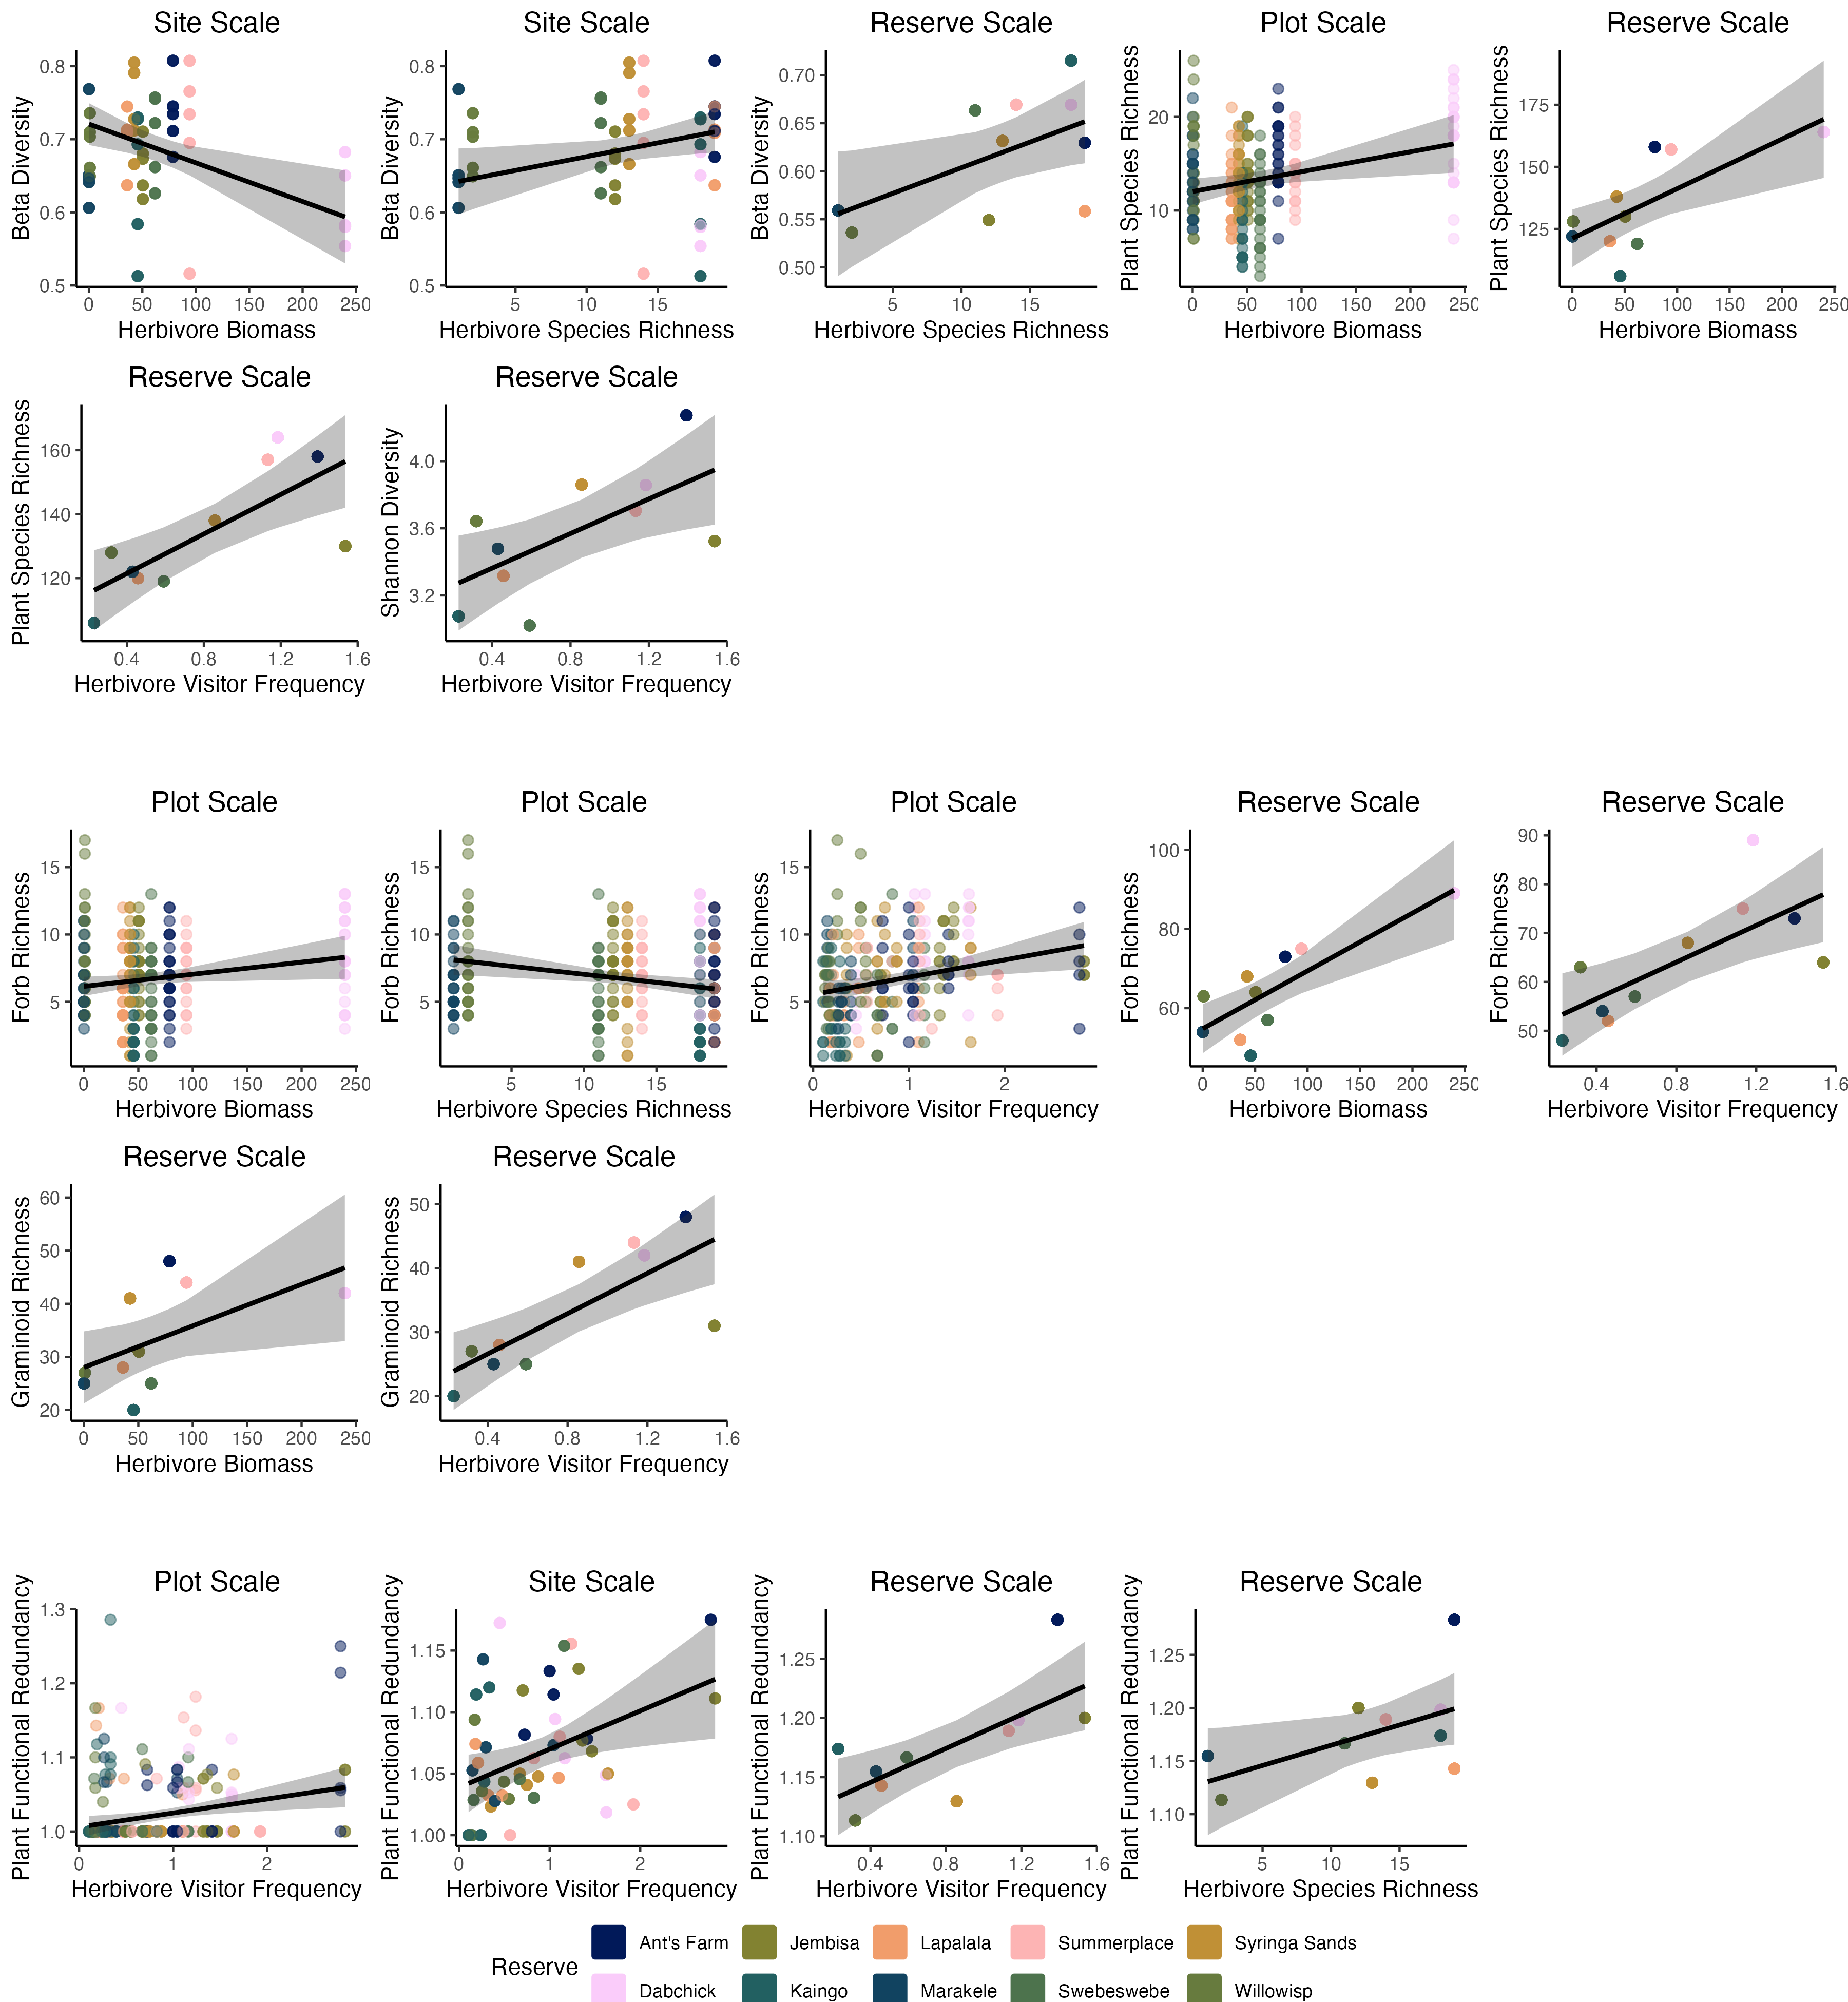 Site Scale
Beta Diversity
0.8
0.7
0.6
0.5
0 50 100 150 200 250
Herbivore Biomass
Site Scale
Beta Diversity
0.8
0.7
0.6
0.5
5 10 15
Herbivore Species Richness
Reserve Scale
Beta Diversity
0.70
0.65
0.60
0.55
0.50
5 10 15
Herbivore Species Richness
Plot Scale
Plant Species Richness
20
10
0 50 100 150 200 250
Herbivore Biomass
Reserve Scale
Plant Species Richness
175
150
125
0 50 100 150 200 250
Herbivore Biomass
Reserve Scale
Plant Species Richness
160
140
120
0.4 0.8 1.2 1.6
Herbivore Visitor Frequency
Reserve Scale
Shannon Diversity
4.0
3.6
3.2
0.4 0.8 1.2 1.6
Herbivore Visitor Frequency
Plot Scale
Forb Richness
15
10
5
0 50 100 150 200 250
Herbivore Biomass
Plot Scale
Forb Richness
15
10
5
5 10 15
Herbivore Species Richness
Plot Scale
Forb Richness
15
10
5
0 1 2
Herbivore Visitor Frequency
Reserve Scale
Forb Richness
100
80
60
0 50 100 150 200 250
Herbivore Biomass
Reserve Scale
Forb Richness
90
80
70
60
50
0.4 0.8 1.2 1.6
Herbivore Visitor Frequency
Reserve Scale
Graminoid Richness
60
50
40
30
20
0 50 100 150 200 250
Herbivore Biomass
Reserve Scale
Graminoid Richness
50
40
30
20
0.4 0.8 1.2 1.6
Herbivore Visitor Frequency
Plot Scale
Plant Functional Redundancy
1.3
1.2
1.1
1.0
0 1 2
Herbivore Visitor Frequency
Site Scale
Plant Functional Redundancy
1.15
1.10
1.05
1.00
0 1 2
Herbivore Visitor Frequency
Reserve Scale
Plant Functional Redundancy
1.25
1.20
1.15
1.10
0.4 0.8 1.2 1.6
Herbivore Visitor Frequency
Reserve Scale
Plant Functional Redundancy
1.25
1.20
1.15
1.10
5 10 15
Herbivore Species Richness
Reserve
Ant's Farm Jembisa Lapalala Summerplace Syringa Sands
Dabchick Kaingo Marakele Swebeswebe Willowisp